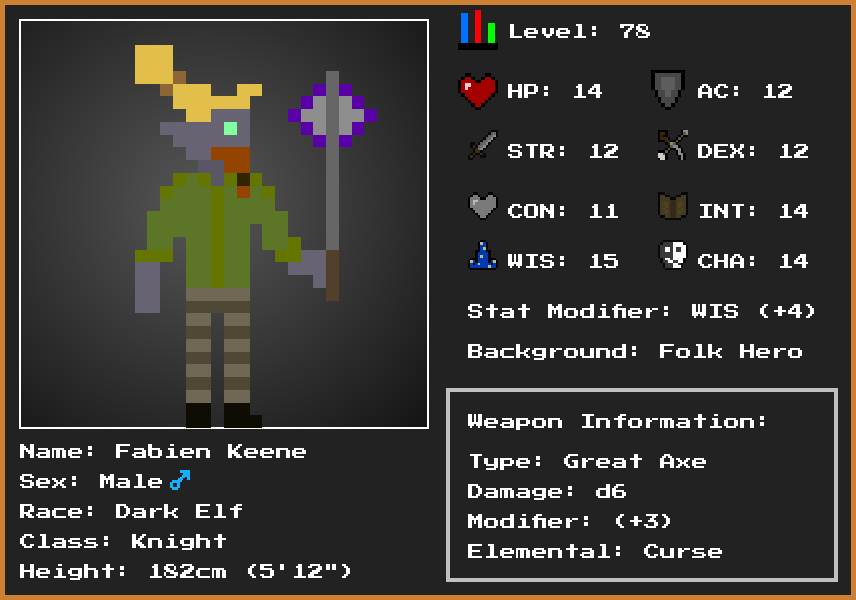 Level: 78
HP: 14
AC: 12
STR: 12
DEX: 12
CON: 11
INT: 14
WIS: 15
CHA: 14
Stat Modifier: WIS (+4)
Background: Folk Hero
Weapon Information:
Type: Great Axe
Damage: d6
Modifier: (+3)
Elemental: Curse
Name: Fabien Keene
Sex: Male ♂
Race: Dark Elf
Class: Knight
Height: 182cm (5'12")